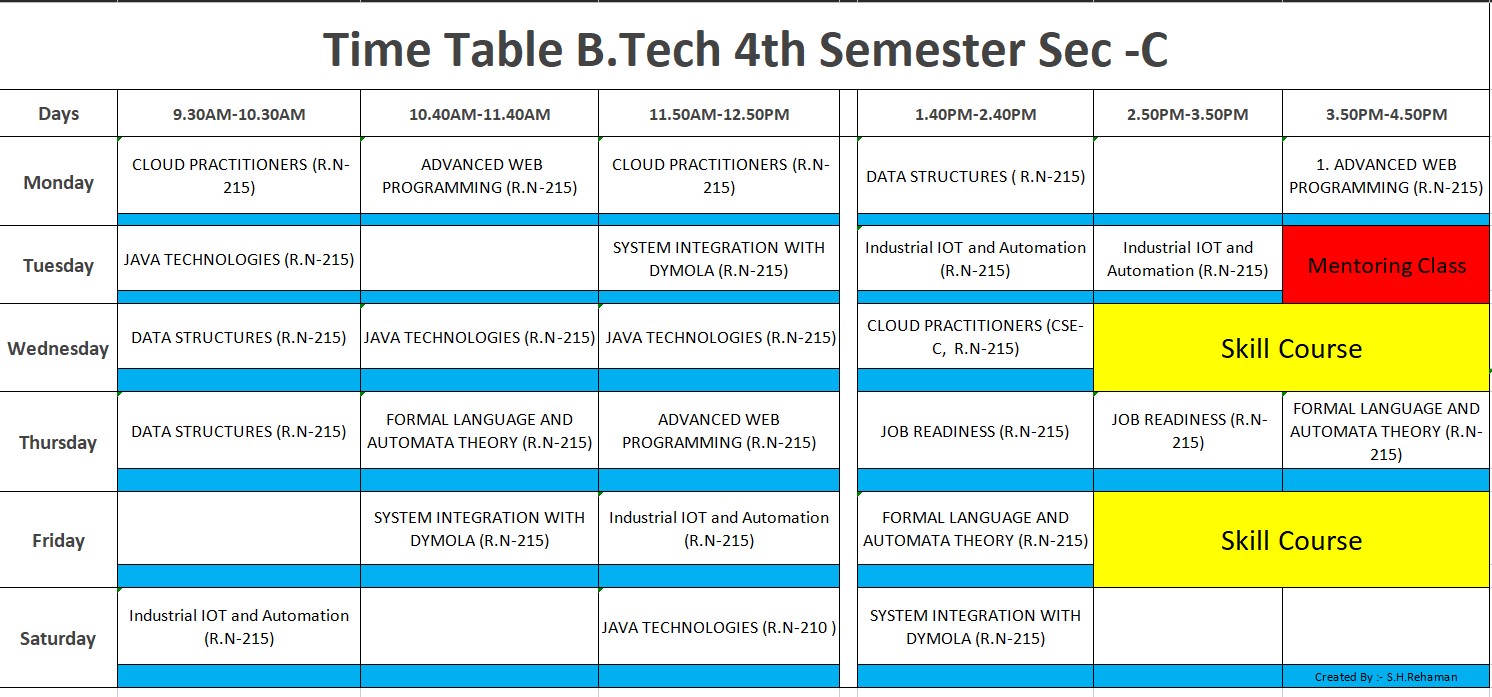 Time Table B.Tech 4th Semester Sec -C
Days 9.30AM-10.30AM 10.40AM-11.40AM 11.50AM-12.50PM 1.40PM-2.40PM 2.50PM-3.50PM 3.50PM-4.50PM
Monday
CLOUD PRACTITIONERS (R.N-
215)
ADVANCED WEB
PROGRAMMING (R.N-215)
CLOUD PRACTITIONERS (R.N-
215)
DATA STRUCTURES ( R.N-215)
1. ADVANCED WEB
PROGRAMMING (R.N-215)
Tuesday
JAVA TECHNOLOGIES (R.N-215)
SYSTEM INTEGRATION WITH
DYMOLA (R.N-215)
Industrial IOT and Automation
(R.N-215)
Industrial IOT and
Automation (R.N-215)
Mentoring Class
Wednesday
DATA STRUCTURES (R.N-215)
JAVA TECHNOLOGIES (R.N-215)
JAVA TECHNOLOGIES (R.N-215)
CLOUD PRACTITIONERS (CSE-
C, R.N-215)
Skill Course
Thursday
DATA STRUCTURES (R.N-215)
FORMAL LANGUAGE AND
AUTOMATA THEORY (R.N-215)
ADVANCED WEB
PROGRAMMING (R.N-215)
JOB READINESS (R.N-215)
JOB READINESS (R.N-
215)
FORMAL LANGUAGE AND
AUTOMATA THEORY (R.N-
215)
Friday
SYSTEM INTEGRATION WITH
DYMOLA (R.N-215)
Industrial IOT and Automation
(R.N-215)
FORMAL LANGUAGE AND
AUTOMATA THEORY (R.N-215)
Skill Course
Saturday
Industrial IOT and Automation
(R.N-215)
JAVA TECHNOLOGIES (R.N-210 )
SYSTEM INTEGRATION WITH
DYMOLA (R.N-215)
Created By :- S.H.Rehaman